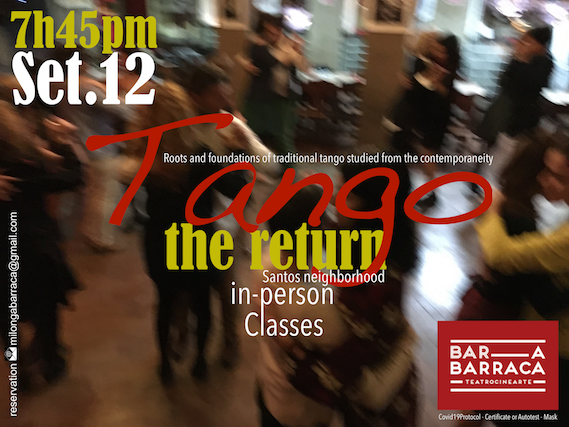 7h45pm
Set.12
Tango
Roots and foundations of traditional tango studied from the contemporaneity
the return
Santos neighborhood
in-person
Classes
reservation milongabarraca@gmail.com
BAR A
BARRACA
TEATROCINEARTE
Covid19Protocol - Certificate or Autotest - Mask